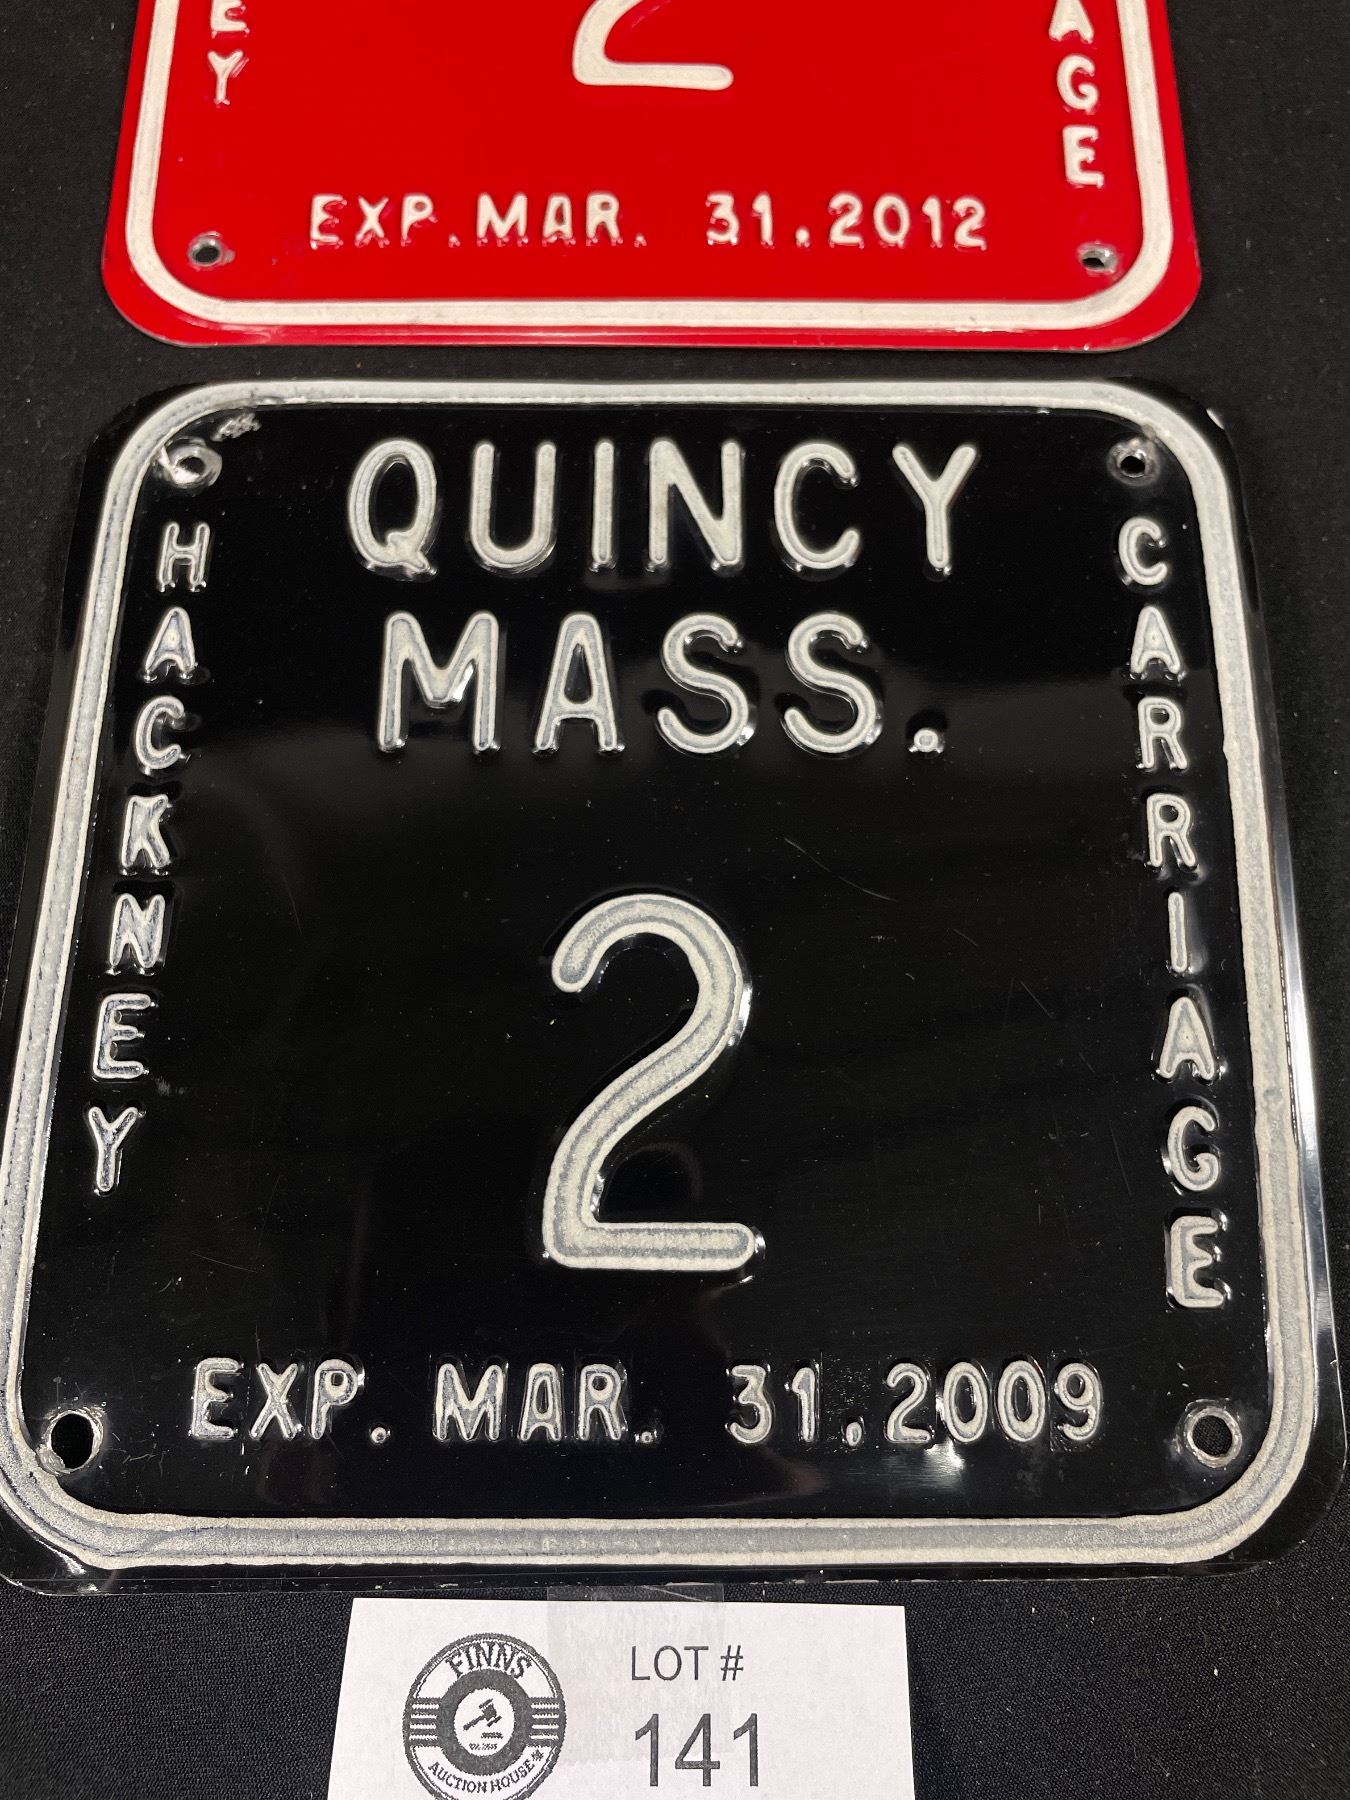 EY
2
AGE
EXP. MAR. 31. 2012
QUINCY
MASS.
HACKNEY
CARRIAGE
2
EXP. MAR. 31. 2009
FINNS
AUCTION HOUSE
LOT #
141